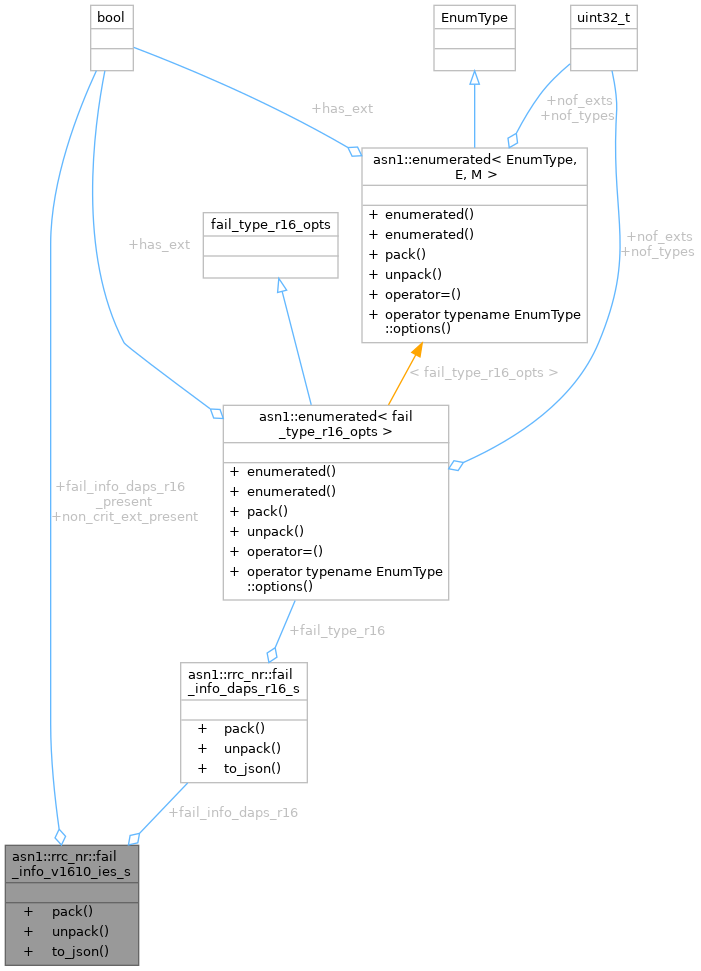 bool
EnumType
uint32_t
+has_ext
+nof_exts
+nof_types
asn1::enumerated< EnumType,
E, M >
+ enumerated()
+ enumerated()
+ pack()
+ unpack()
+ operator=()
+ operator typename EnumType
::options()
fail_type_r16_opts
+has_ext
+nof_exts
+nof_types
< fail_type_r16_opts >
asn1::enumerated< fail
_type_r16_opts >
+ enumerated()
+ enumerated()
+ pack()
+ unpack()
+ operator=()
+ operator typename EnumType
::options()
+fail_info_daps_r16
_present
+non_crit_ext_present
+fail_type_r16
asn1::rrc_nr::fail
_info_daps_r16_s
+ pack()
+ unpack()
+ to_json()
+fail_info_daps_r16
asn1::rrc_nr::fail
_info_v1610_ies_s
+ pack()
+ unpack()
+ to_json()